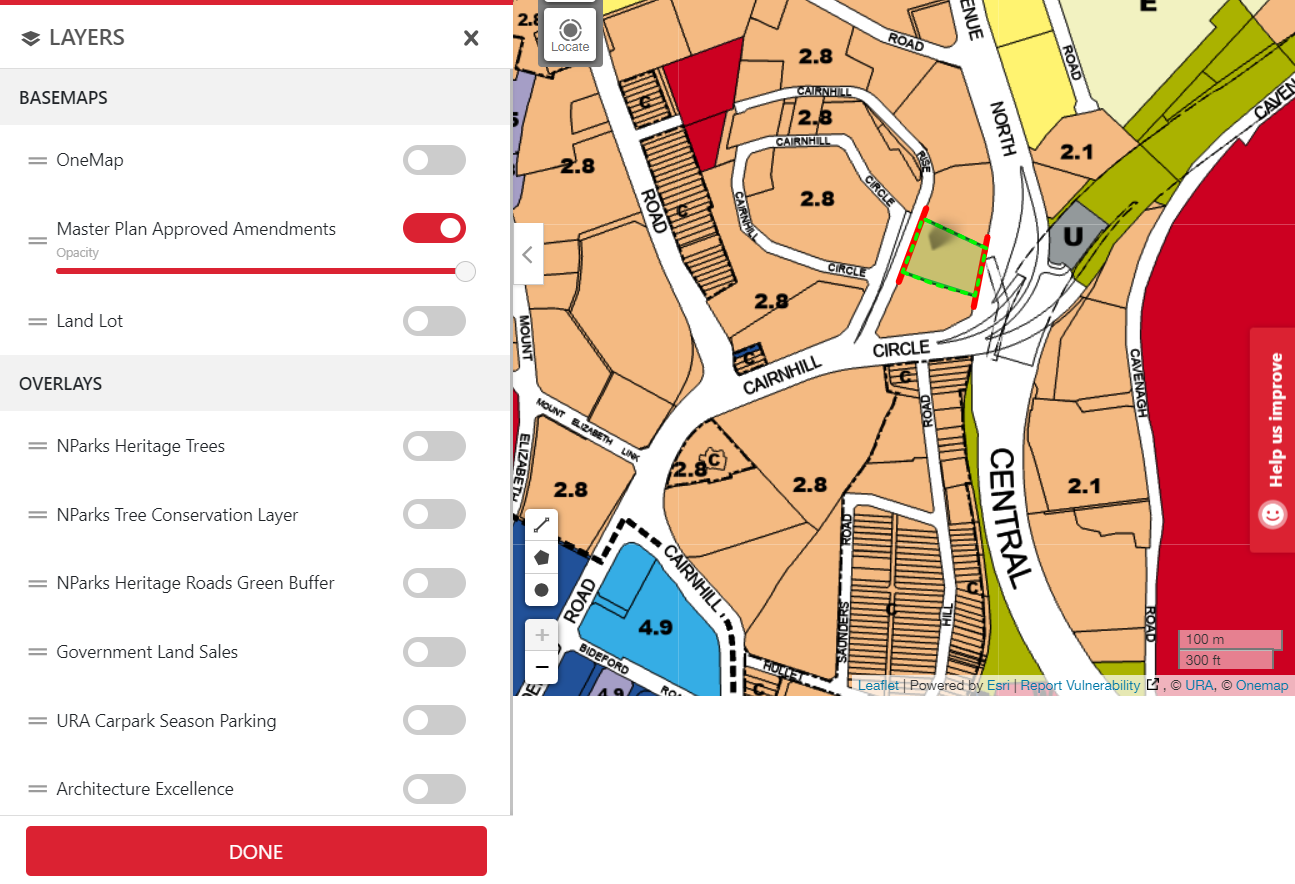 LAYERS
BASEMAPS
OneMap
Master Plan Approved Amendments
Opacity
Land Lot
OVERLAYS
NParks Heritage Trees
NParks Tree Conservation Layer
NParks Heritage Roads Green Buffer
Government Land Sales
URA Carpark Season Parking
Architecture Excellence
DONE
Locate
2.8
ROAD
ENUE
ROAD
E
CAVEN
2.8
CAIRNHILL
C
2.8
NORTH
CAIRNHILL
RISE
2.1
2.8
ROAD
C
CAIRNHILL
2.8
CIRCLE
U
CIRCLE
2.8
MOUNT
C
CAIRNHILL
CIRCLE
C
ROAD
CAVENAGH
MOUNT
ELIZABETH
LINK
ELIZABETH
2.8
2.8
C
2.8
CENTRAL
2.1
ROAD
CAIRNHILL
ROAD
4.9
SAUNDERS
C
HILL
C
ROAD
BIDEFORD
4.9
HULLET
C
Help us improve
100 m
300 ft
Leaflet | Powered by Esri | Report Vulnerability , © URA, © Onemap